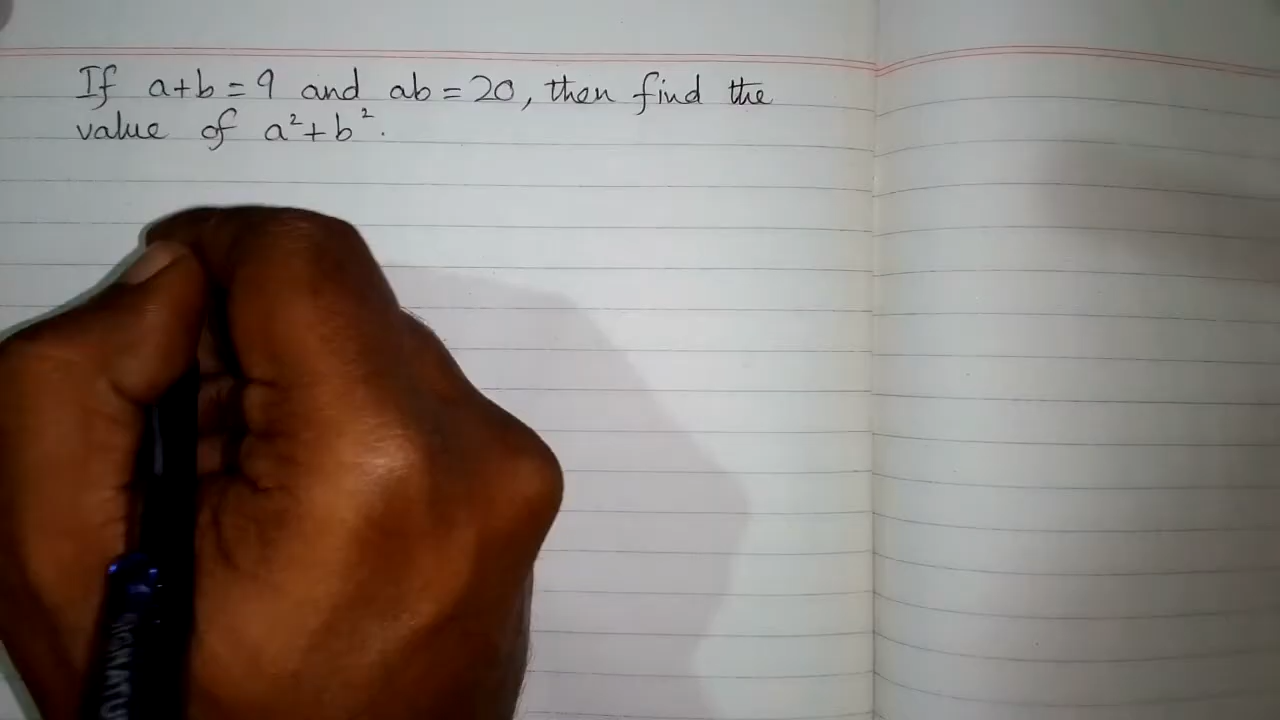 If a+b = 9 and ab = 20, then find the
value of a²+b².